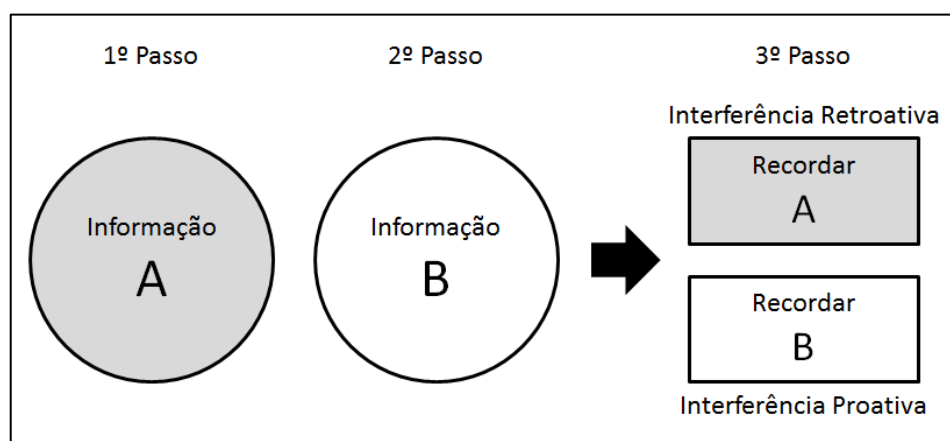 1º Passo
2º Passo
3º Passo
Informação
A
Informação
B
Interferência Retroativa
Recordar
A
Recordar
B
Interferência Proativa